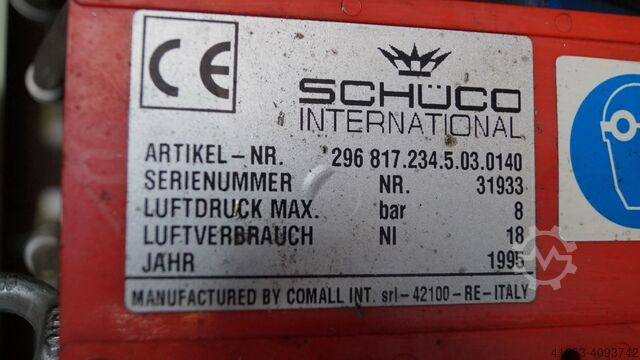 CE
SCHÜCO
INTERNATIONAL
ARTIKEL–NR. 296 817.234.5.03.0140
SERIENUMMER NR. 31933
LUFTDRUCK MAX. bar 8
LUFTVERBRAUCH NI 18
JAHR 1995
MANUFACTURED BY COMALL INT. srl–42100–RE–ITALY